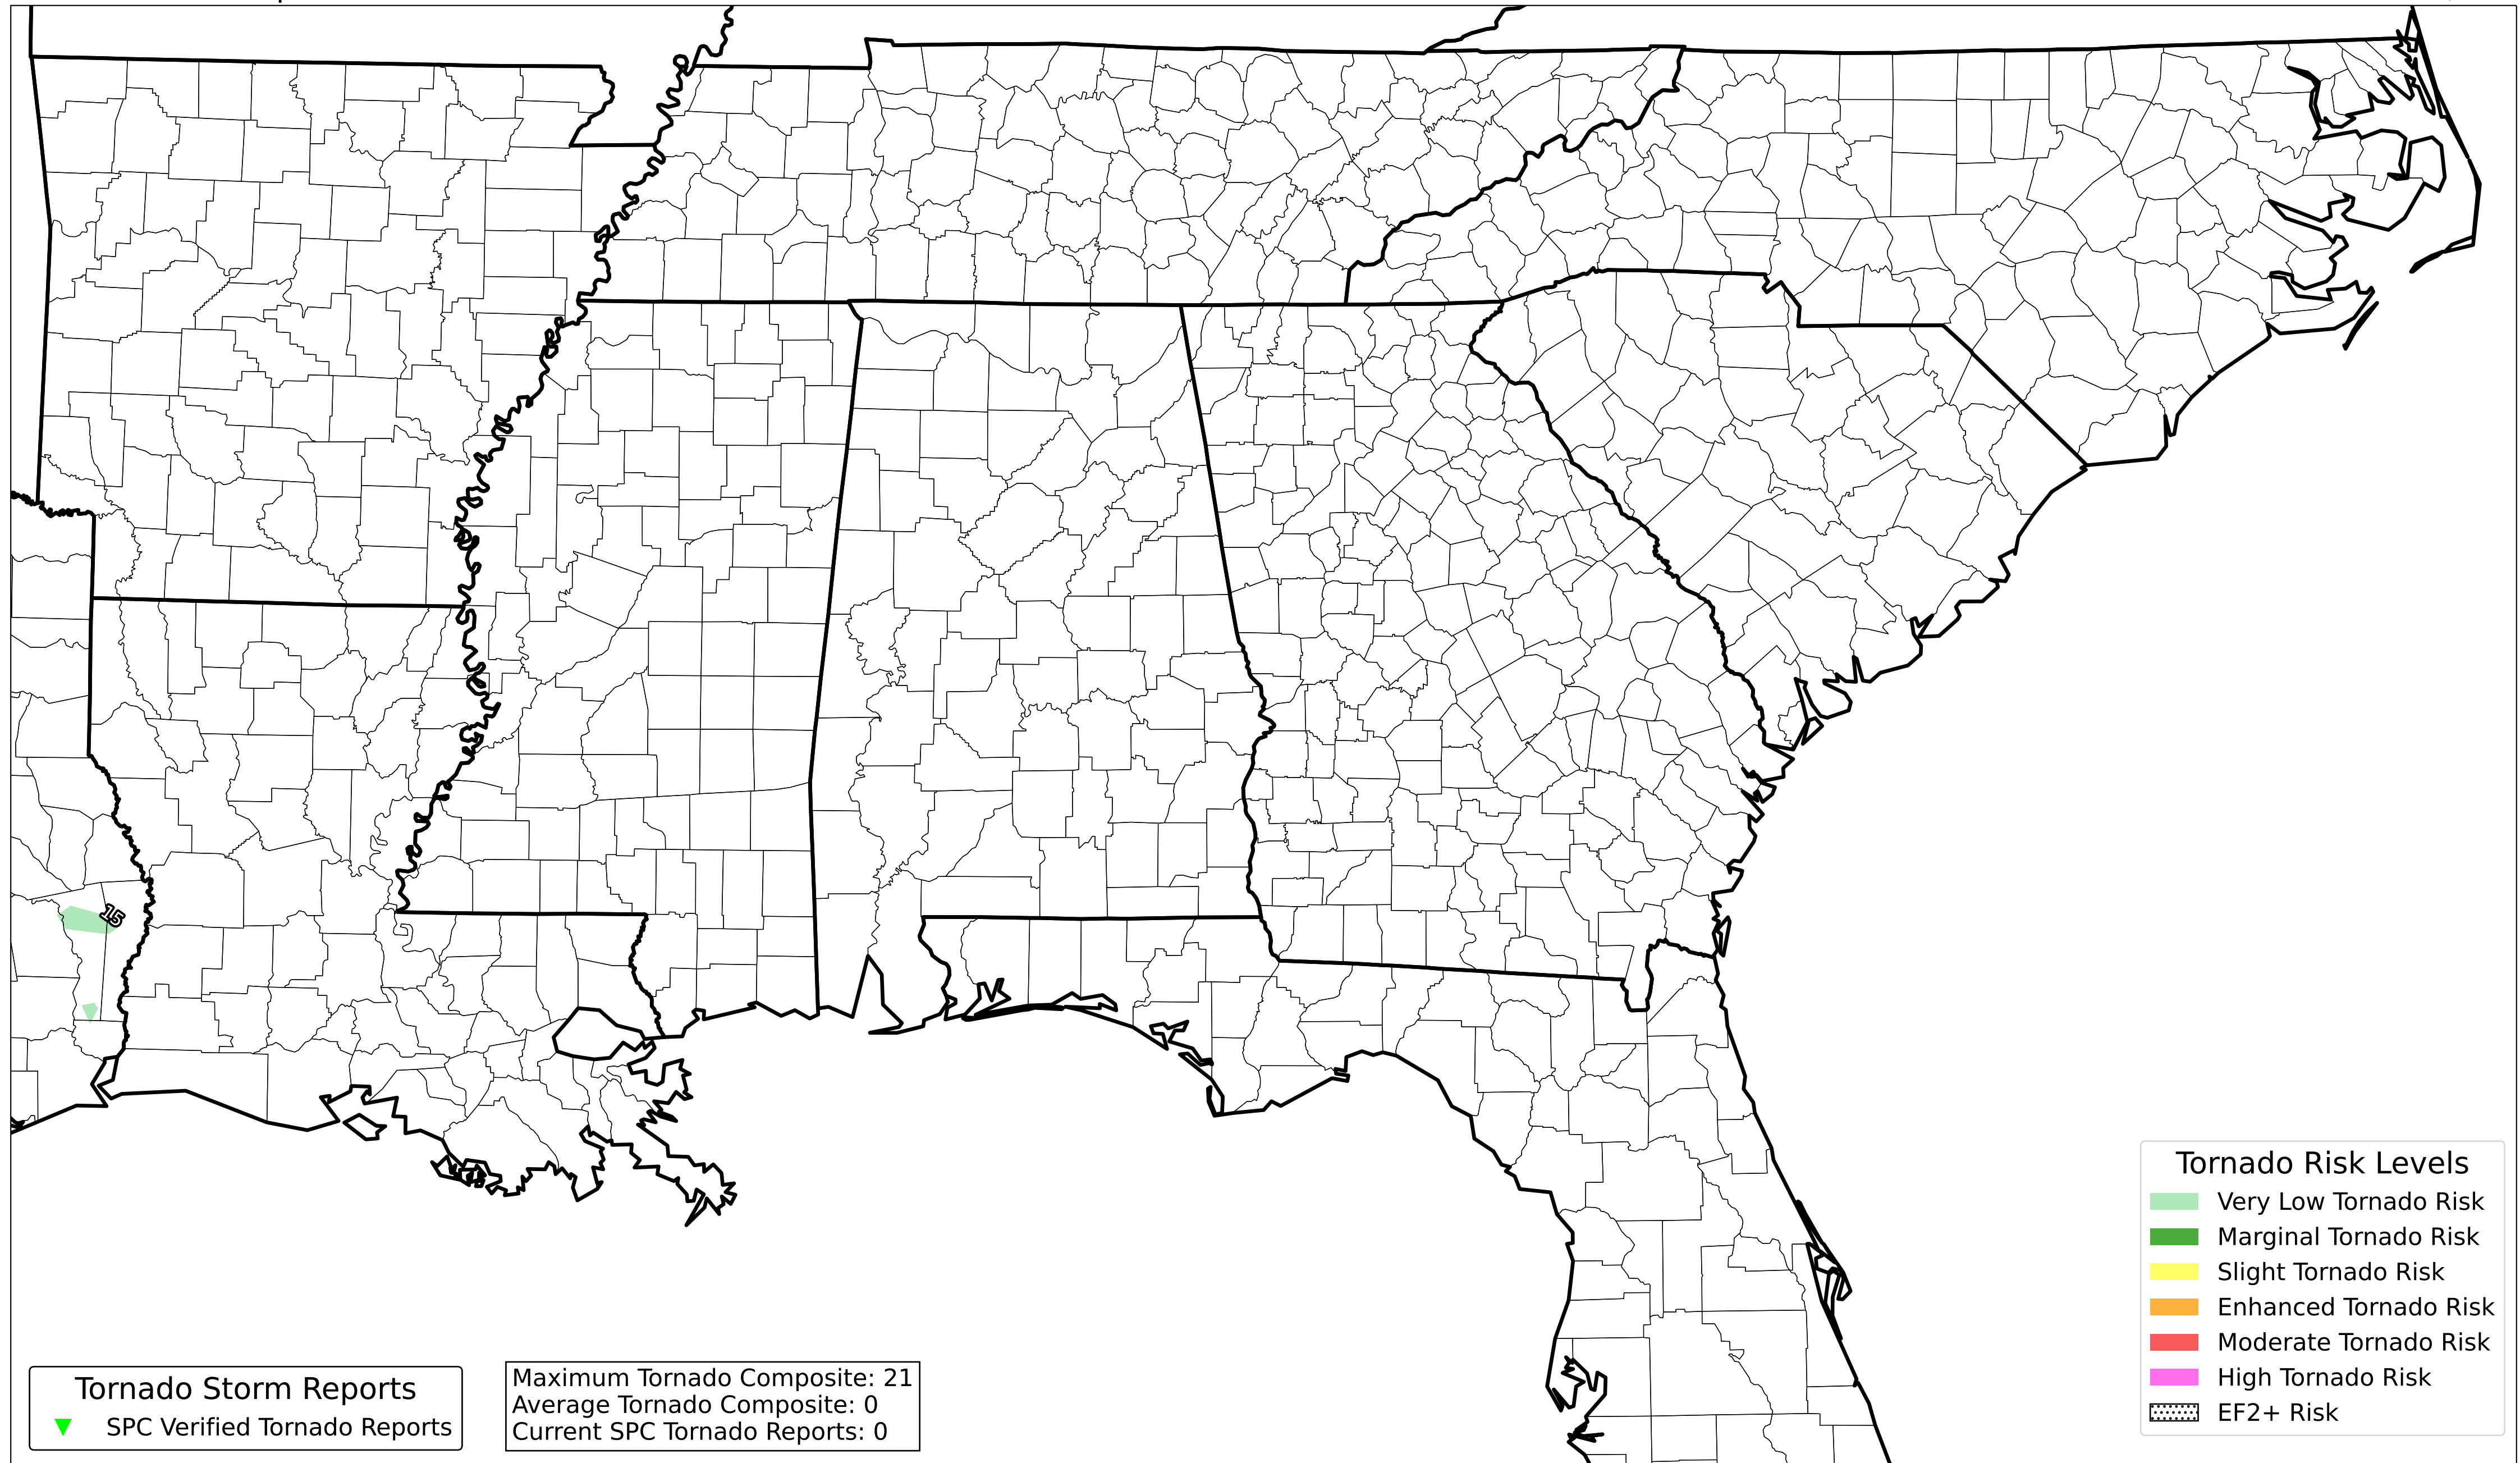 15
Tornado Risk Levels
Very Low Tornado Risk
Marginal Tornado Risk
Slight Tornado Risk
Enhanced Tornado Risk
Moderate Tornado Risk
High Tornado Risk
EF2+ Risk
Tornado Storm Reports
SPC Verified Tornado Reports
Maximum Tornado Composite: 21
Average Tornado Composite: 0
Current SPC Tornado Reports: 0